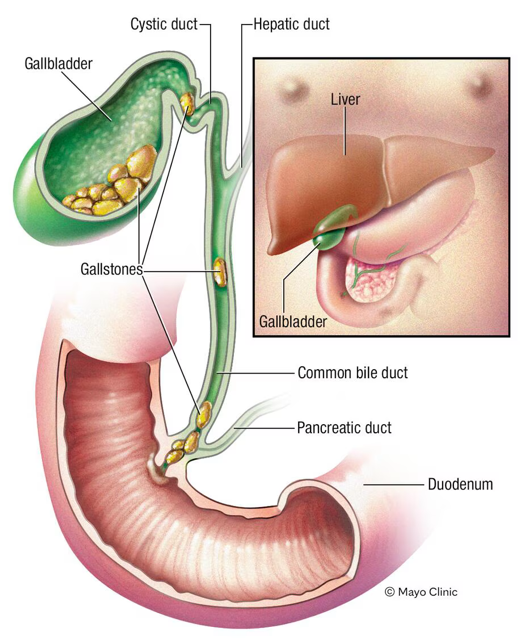 Cystic duct
Hepatic duct
Gallbladder
Liver
Gallstones
Gallbladder
Common bile duct
Pancreatic duct
Duodenum
© Mayo Clinic